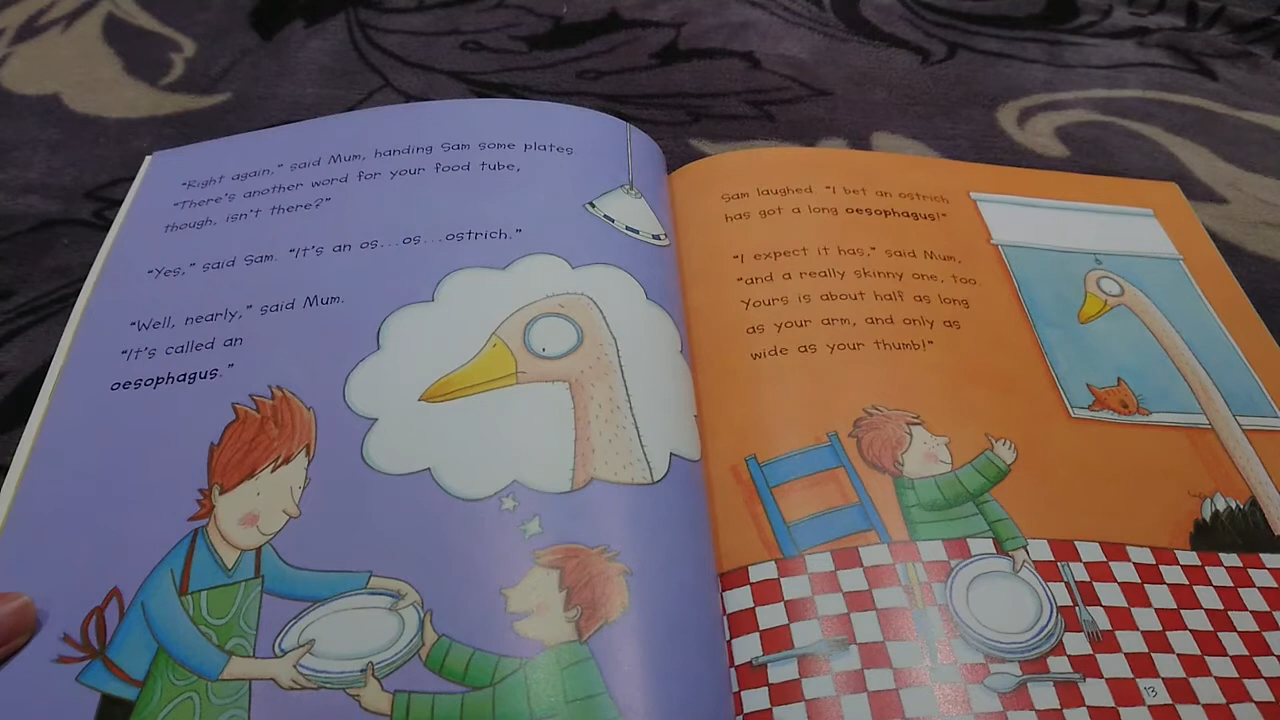 "Right again," said Mum, handing Sam some plates
"There's another word for your food tube,
though, isn't there?"
"Yes," said Sam. "It's an os...os...ostrich."
"Well, nearly," said Mum.
"It's called an
oesophagus."
Sam laughed. "I bet an ostrich
has got a long oesophagus!"
"I expect it has," said Mum,
"and a really skinny one, too
Yours is about half as long
as your arm, and only as
wide as your thumb!"
13